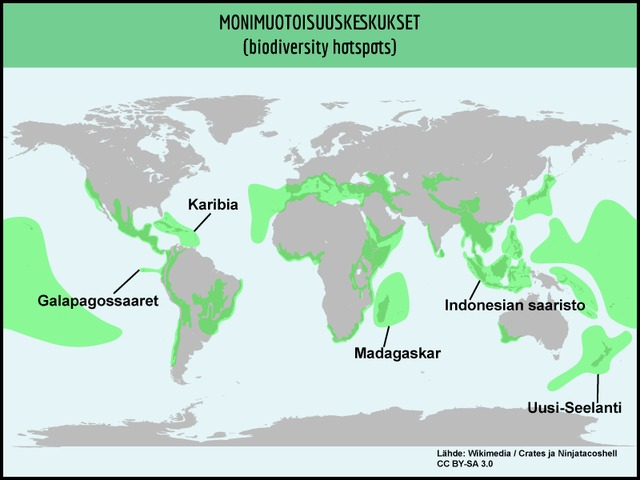 MONIMUOTOISUUSKESKUKSET
(biodiversity hotspots)
Karibia
Galapagossaaret
Indonesian saaristo
Madagaskar
Uusi-Seelanti
Lähde: Wikimedia / Crates ja Ninjatacoshell
CC BY-SA 3.0